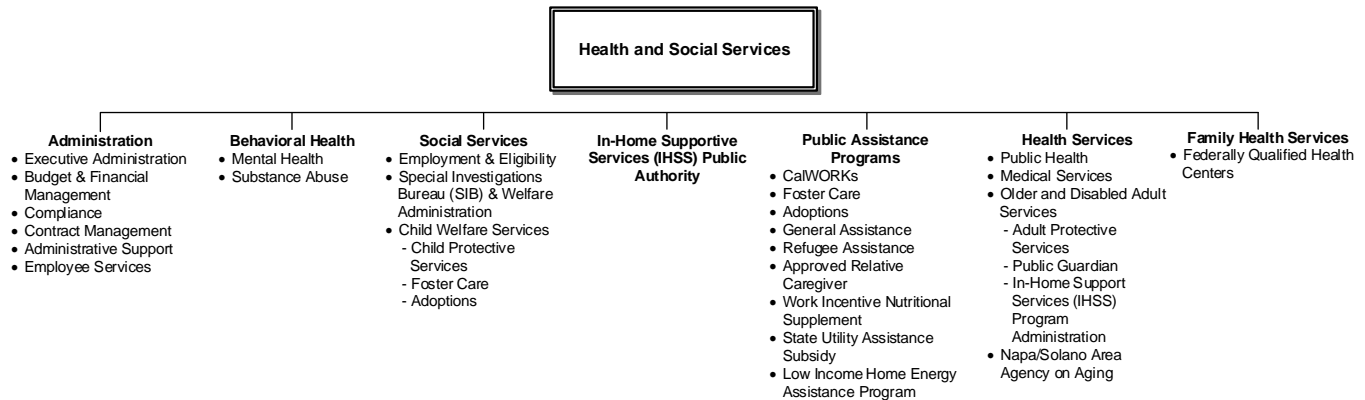 Health and Social Services
Administration
• Executive Administration
• Budget & Financial
Management
• Compliance
• Contract Management
• Administrative Support
• Employee Services
Behavioral Health
• Mental Health
• Substance Abuse
Social Services
• Employment & Eligibility
• Special Investigations
Bureau (SIB) & Welfare
Administration
• Child Welfare Services
- Child Protective
Services
- Foster Care
- Adoptions
In-Home Supportive
Services (IHSS) Public
Authority
Public Assistance
Programs
• CalWORKs
• Foster Care
• Adoptions
• General Assistance
• Refugee Assistance
• Approved Relative
Caregiver
• Work Incentive Nutritional
Supplement
• State Utility Assistance
Subsidy
• Low Income Home Energy
Assistance Program
Health Services
• Public Health
• Medical Services
• Older and Disabled Adult
Services
- Adult Protective
Services
- Public Guardian
- In-Home Support
Services (IHSS)
Program
Administration
• Napa/Solano Area
Agency on Aging
Family Health Services
• Federally Qualified Health
Centers